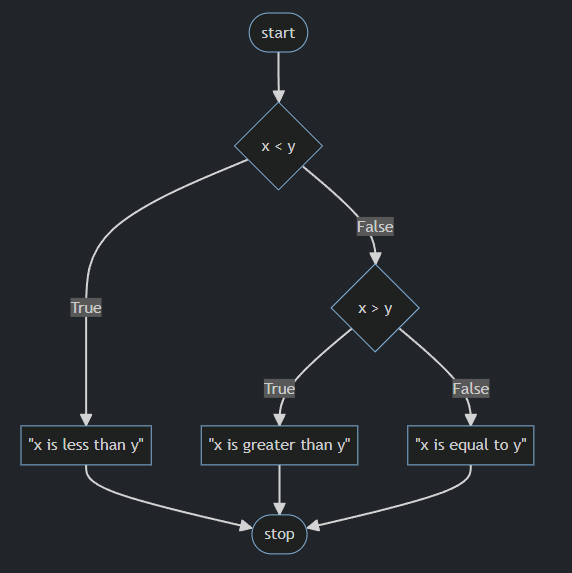 start
x < y
False
True
x > y
True
False
"x is less than y"
"x is greater than y"
"x is equal to y"
stop